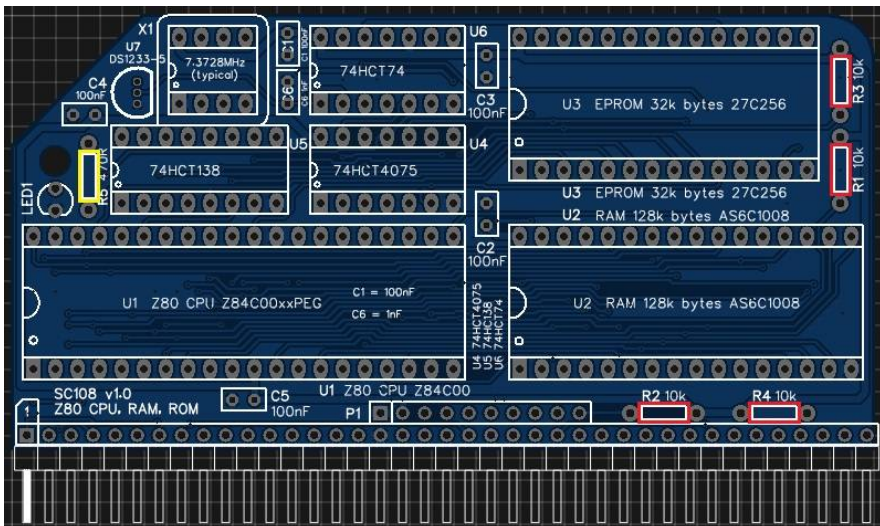 X1
U7
DS1233-5
7.3728MHz
(typical)
C4
100nF
C1
C1 100nF
C6
C6 1nF
74HCT74
U6
C3
100nF
U3 EPROM 32k bytes 27C256
R3 10k
R1 10k
LED1
R5 470R
74HCT138
U5
74HCT4075
U4
U3 EPROM 32k bytes 27C256
U2 RAM 128k bytes AS6C1008
C2
100nF
U1 Z80 CPU Z84C00xxPEG
C1 = 100nF
C6 = 1nF
U4 74HCT4075
U5 74HC138
U6 74HCT74
U2 RAM 128k bytes AS6C1008
SC108 v1.0
Z80 CPU, RAM, ROM
1
C5
100nF
U1 Z80 CPU Z84C00
P1
R2 10k
R4 10k